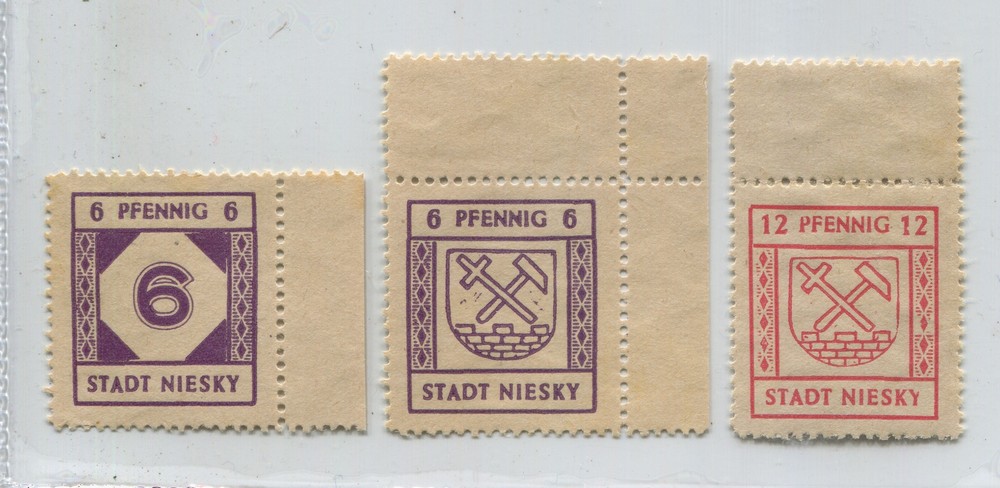 6 PFENNIG 6
6
STADT NIESKY
6 PFENNIG 6
STADT NIESKY
12 PFENNIG 12
STADT NIESKY